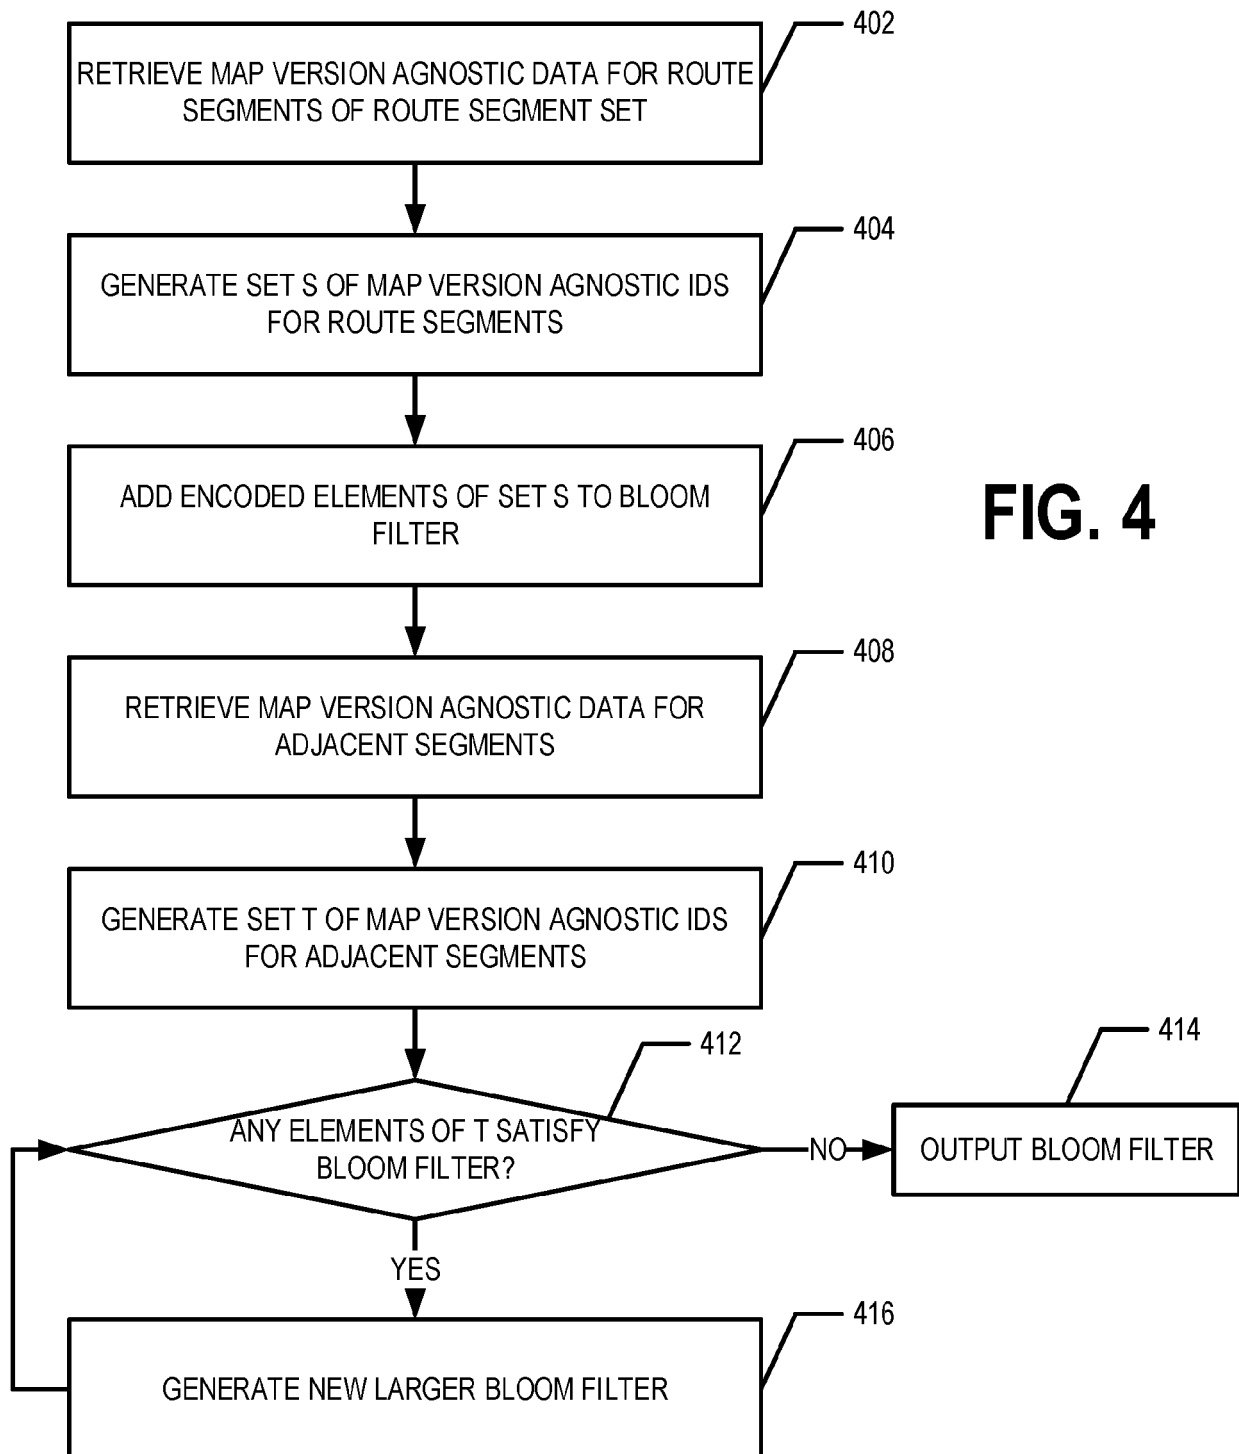 402
RETRIEVE MAP VERSION AGNOSTIC DATA FOR ROUTE
SEGMENTS OF ROUTE SEGMENT SET
404
GENERATE SET S OF MAP VERSION AGNOSTIC IDS
FOR ROUTE SEGMENTS
406
ADD ENCODED ELEMENTS OF SET S TO BLOOM
FILTER
FIG. 4
408
RETRIEVE MAP VERSION AGNOSTIC DATA FOR
ADJACENT SEGMENTS
410
GENERATE SET T OF MAP VERSION AGNOSTIC IDS
FOR ADJACENT SEGMENTS
412
ANY ELEMENTS OF T SATISFY
BLOOM FILTER?
NO
414
OUTPUT BLOOM FILTER
YES
416
GENERATE NEW LARGER BLOOM FILTER